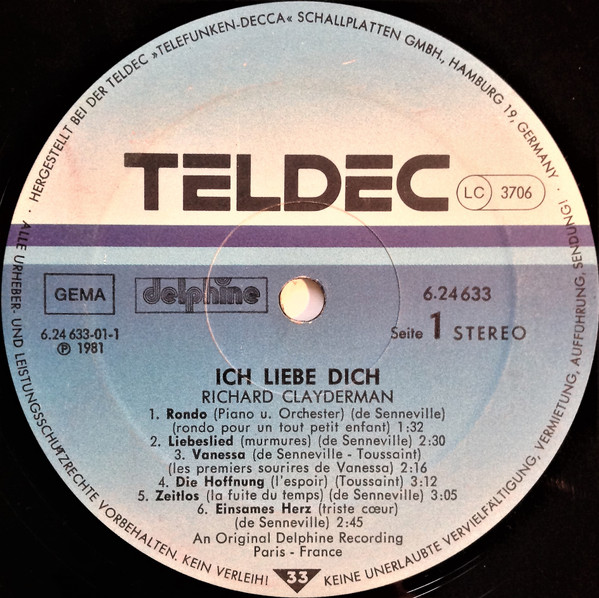 · HERGESTELLT BEI DER TELDEC »TELEFUNKEN-DECCA« SCHALLPLATTEN GMBH., HAMBURG 19, GERMANY ·
TELDEC
LC 3706
GEMA
delphine
6.24633
6.24 633-01-1
℗ 1981
Seite 1 STEREO
ICH LIEBE DICH
RICHARD CLAYDERMAN
1. Rondo (Piano u. Orchester) (de Senneville)
(rondo pour un tout petit enfant) 1:32
2. Liebeslied (murmures) (de Senneville) 2:30
3. Vanessa (de Senneville - Toussaint)
(les premiers sourires de Vanessa) 2:16
4. Die Hoffnung (l'espoir) (Toussaint) 3:12
5. Zeitlos (la fuite du temps) (de Senneville) 3:05
6. Einsames Herz (triste cœur)
(de Senneville) 2:45
An Original Delphine Recording
Paris - France
33
ALLE URHEBER- UND LEISTUNGSSCHUTZRECHTE VORBEHALTEN. KEIN VERLEIH! KEINE UNERLAUBTE VERVIELFÄLTIGUNG, VERMIETUNG, AUFFÜHRUNG, SENDUNG!